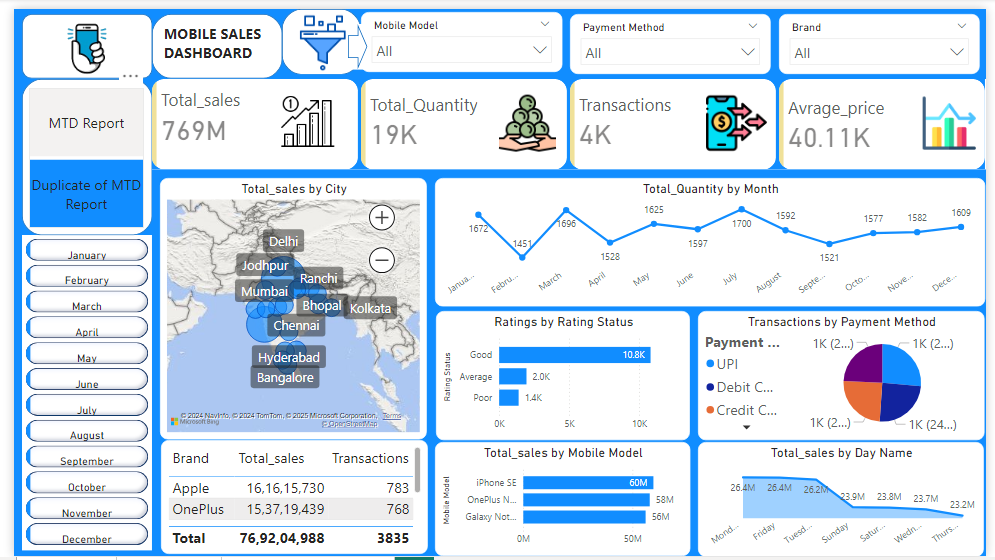 MOBILE SALES
DASHBOARD
Mobile Model
All
Payment Method
All
Brand
All
MTD Report
Duplicate of MTD
Report
Total_sales
769M
Total_Quantity
19K
Transactions
4K
Avrage_price
40.11K
January
February
March
April
May
June
July
August
September
October
November
December
Total_sales by City
Delhi
Jodhpur
Ranchi
Mumbai
Bhopal
Kolkata
Chennai
Hyderabad
Bangalore
© 2024 NavInfo, © 2024 TomTom, © 2025 Microsoft Corporation, Terms
Microsoft Bing
© OpenStreetMap
Total_Quantity by Month
1672
1451
1696
1528
1625
1597
1700
1592
1521
1577
1582
1609
Janua...
Febru...
March
April
May
June
July
August
Septe...
Octo...
Nove...
Dece...
Ratings by Rating Status
Rating Status
Good
10.8K
Average
2.0K
Poor
1.4K
0K
5K
10K
Transactions by Payment Method
Payment ...
UPI
Debit C...
Credit C...
1K (2...)
1K (2...)
1K (2...)
1K (24...)
Brand Total_sales Transactions
Apple 16,16,15,730 783
OnePlus 15,37,19,439 768
Total 76,92,04,988 3835
Total_sales by Mobile Model
Mobile Model
iPhone SE
60M
OnePlus N...
58M
Galaxy Not...
56M
0M
50M
Total_sales by Day Name
26.4M
26.4M
26.2M
23.9M
23.8M
23.7M
23.2M
Mond...
Friday
Tuesd...
Sunday
Satur...
Wedn...
Thurs...